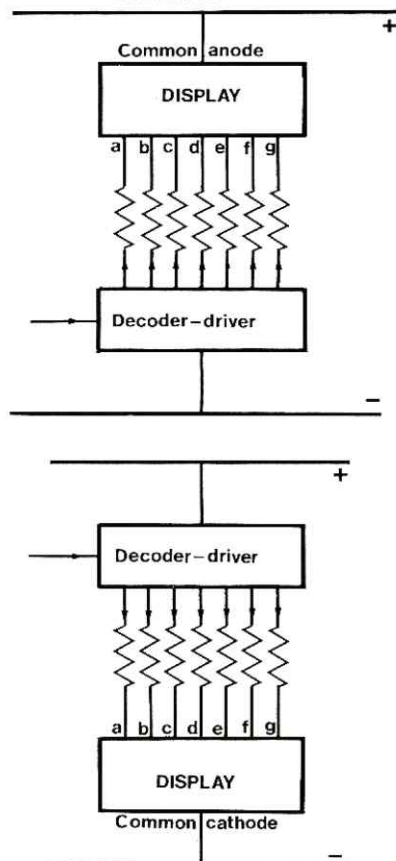 +
Common anode
DISPLAY
a b c d e f g
Decoder-driver
−
+
Decoder-driver
a b c d e f g
DISPLAY
Common cathode
−